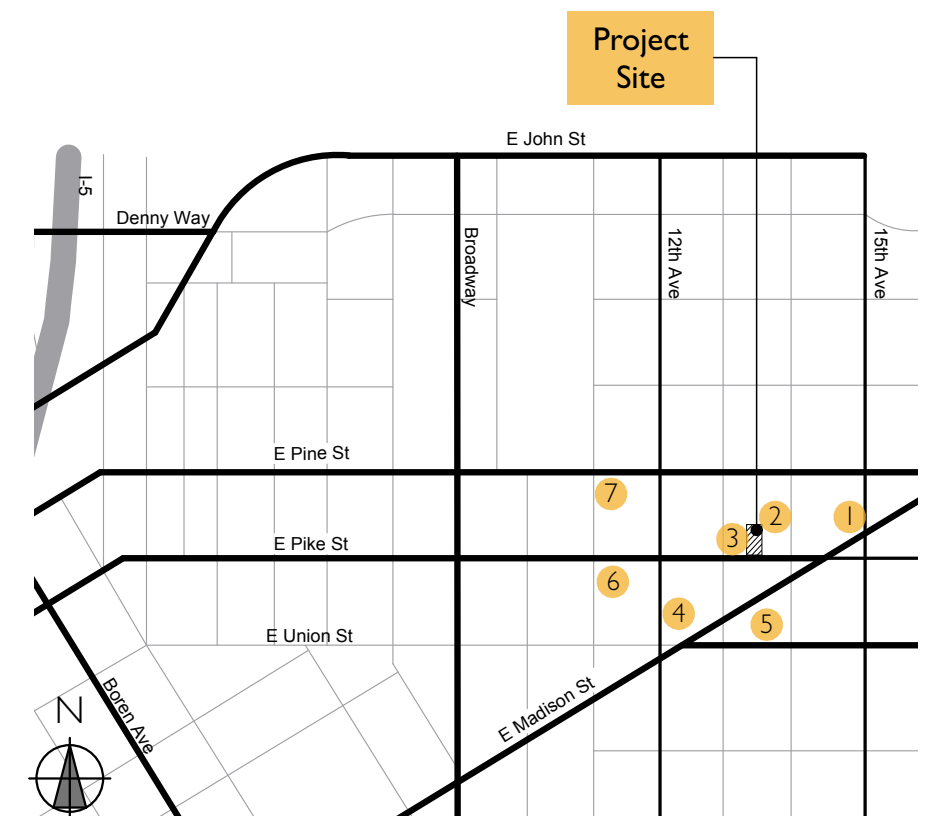 Project
Site
E John St
I-5
Denny Way
Broadway
12th Ave
15th Ave
E Pine St
7
2
1
3
E Pike St
6
4
5
E Union St
E Madison St
Boren Ave
N